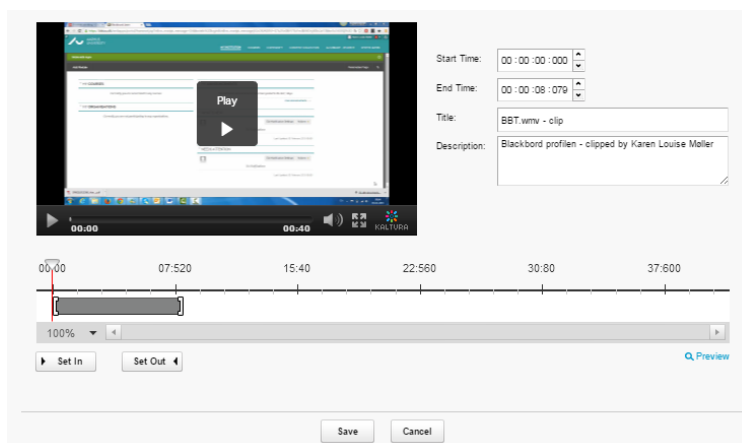 Play
00:00
00:40
KALTURA
Start Time:
00 : 00 : 00 : 000
End Time:
00 : 00 : 08 : 079
Title:
BBT.wmv - clip
Description:
Blackbord profilen - clipped by Karen Louise Møller
00:00
07:520
15:40
22:560
30:80
37:600
100%
Set In
Set Out
Preview
Save
Cancel